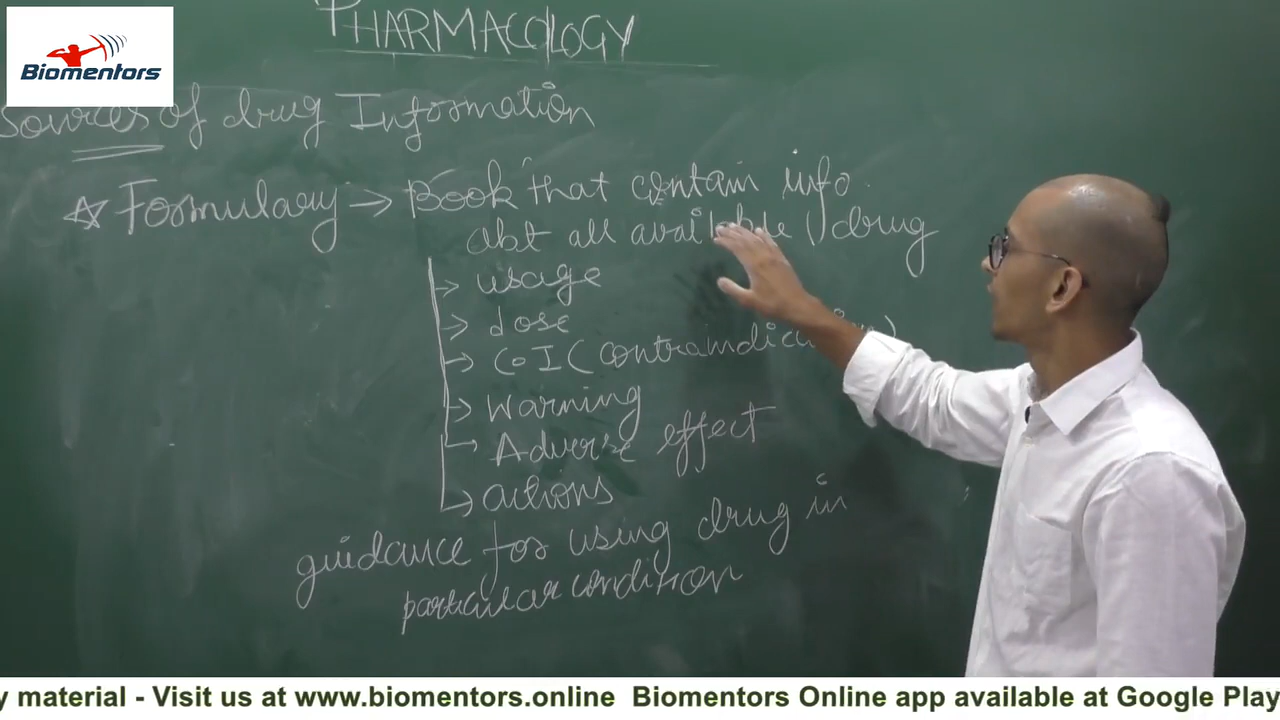 PHARMACOLOGY
Biomentors
Sources of drug Information
Formulary → Book that contain info.
abt all available drug
→ usage
→ dose
→ C·I (contraindication)
→ Warning
→ Adverse effect
→ actions
guidance for using drug in
particular condition
y material - Visit us at www.biomentors.online Biomentors Online app available at Google Play